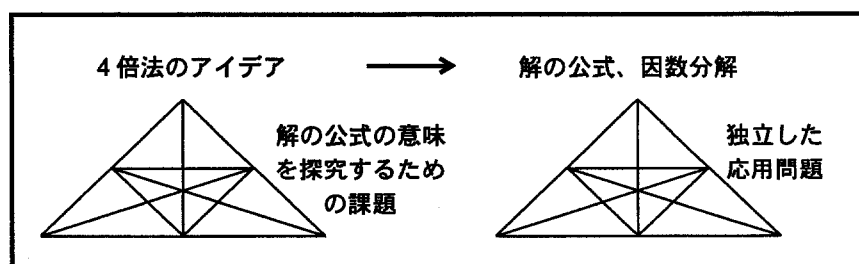 4倍法のアイデア
解の公式、因数分解
解の公式の意味
を探究するため
の課題
独立した
応用問題